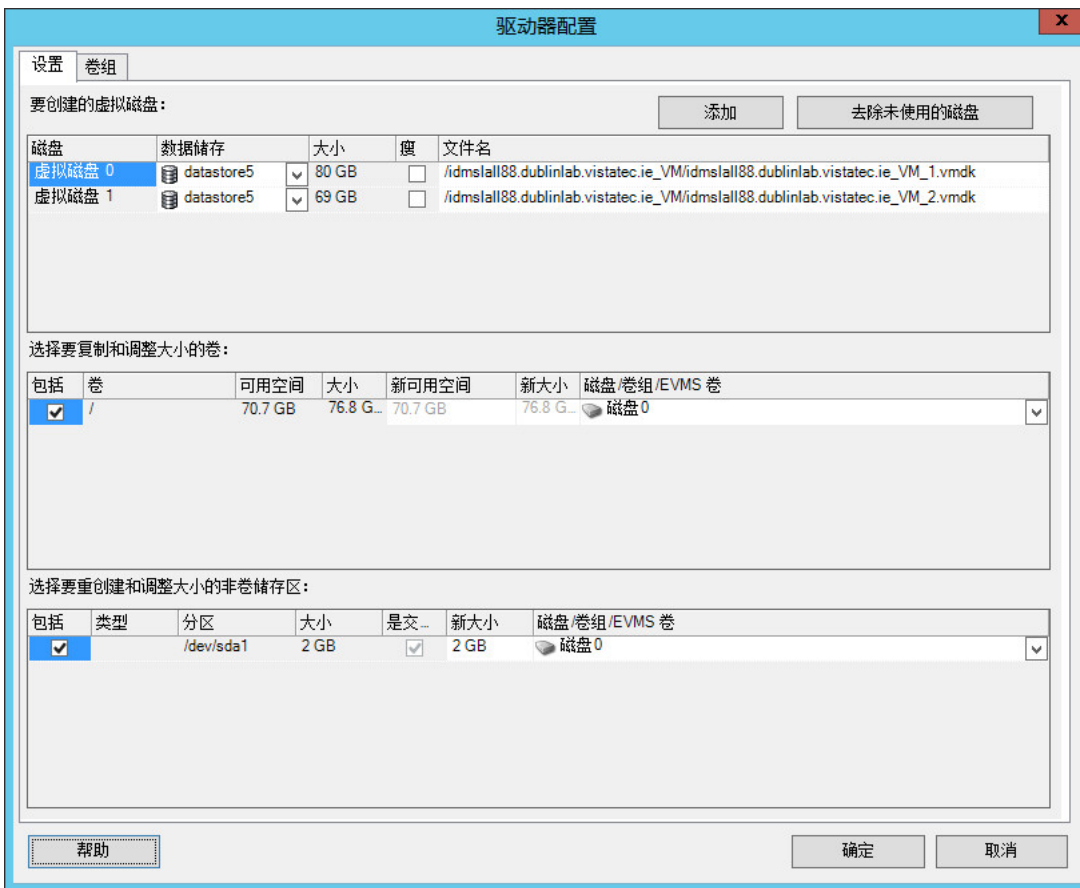 驱动器配置
x
设置 卷组
要创建的虚拟磁盘: 添加 去除未使用的磁盘
磁盘 数据储存 大小 瘦 文件名
虚拟磁盘 0 datastore5 80 GB /idmslall88.dublinlab.vistatec.ie_VM/idmslall88.dublinlab.vistatec.ie_VM_1.vmdk
虚拟磁盘 1 datastore5 69 GB /idmslall88.dublinlab.vistatec.ie_VM/idmslall88.dublinlab.vistatec.ie_VM_2.vmdk
选择要复制和调整大小的卷:
包括 卷 可用空间 大小 新可用空间 新大小 磁盘/卷组/EVMS 卷
/ 70.7 GB 76.8 G... 70.7 GB 76.8 G... 磁盘0
选择要重创建和调整大小的非卷储存区:
包括 类型 分区 大小 是交... 新大小 磁盘/卷组/EVMS 卷
/dev/sda1 2 GB 2 GB 磁盘0
帮助 确定 取消